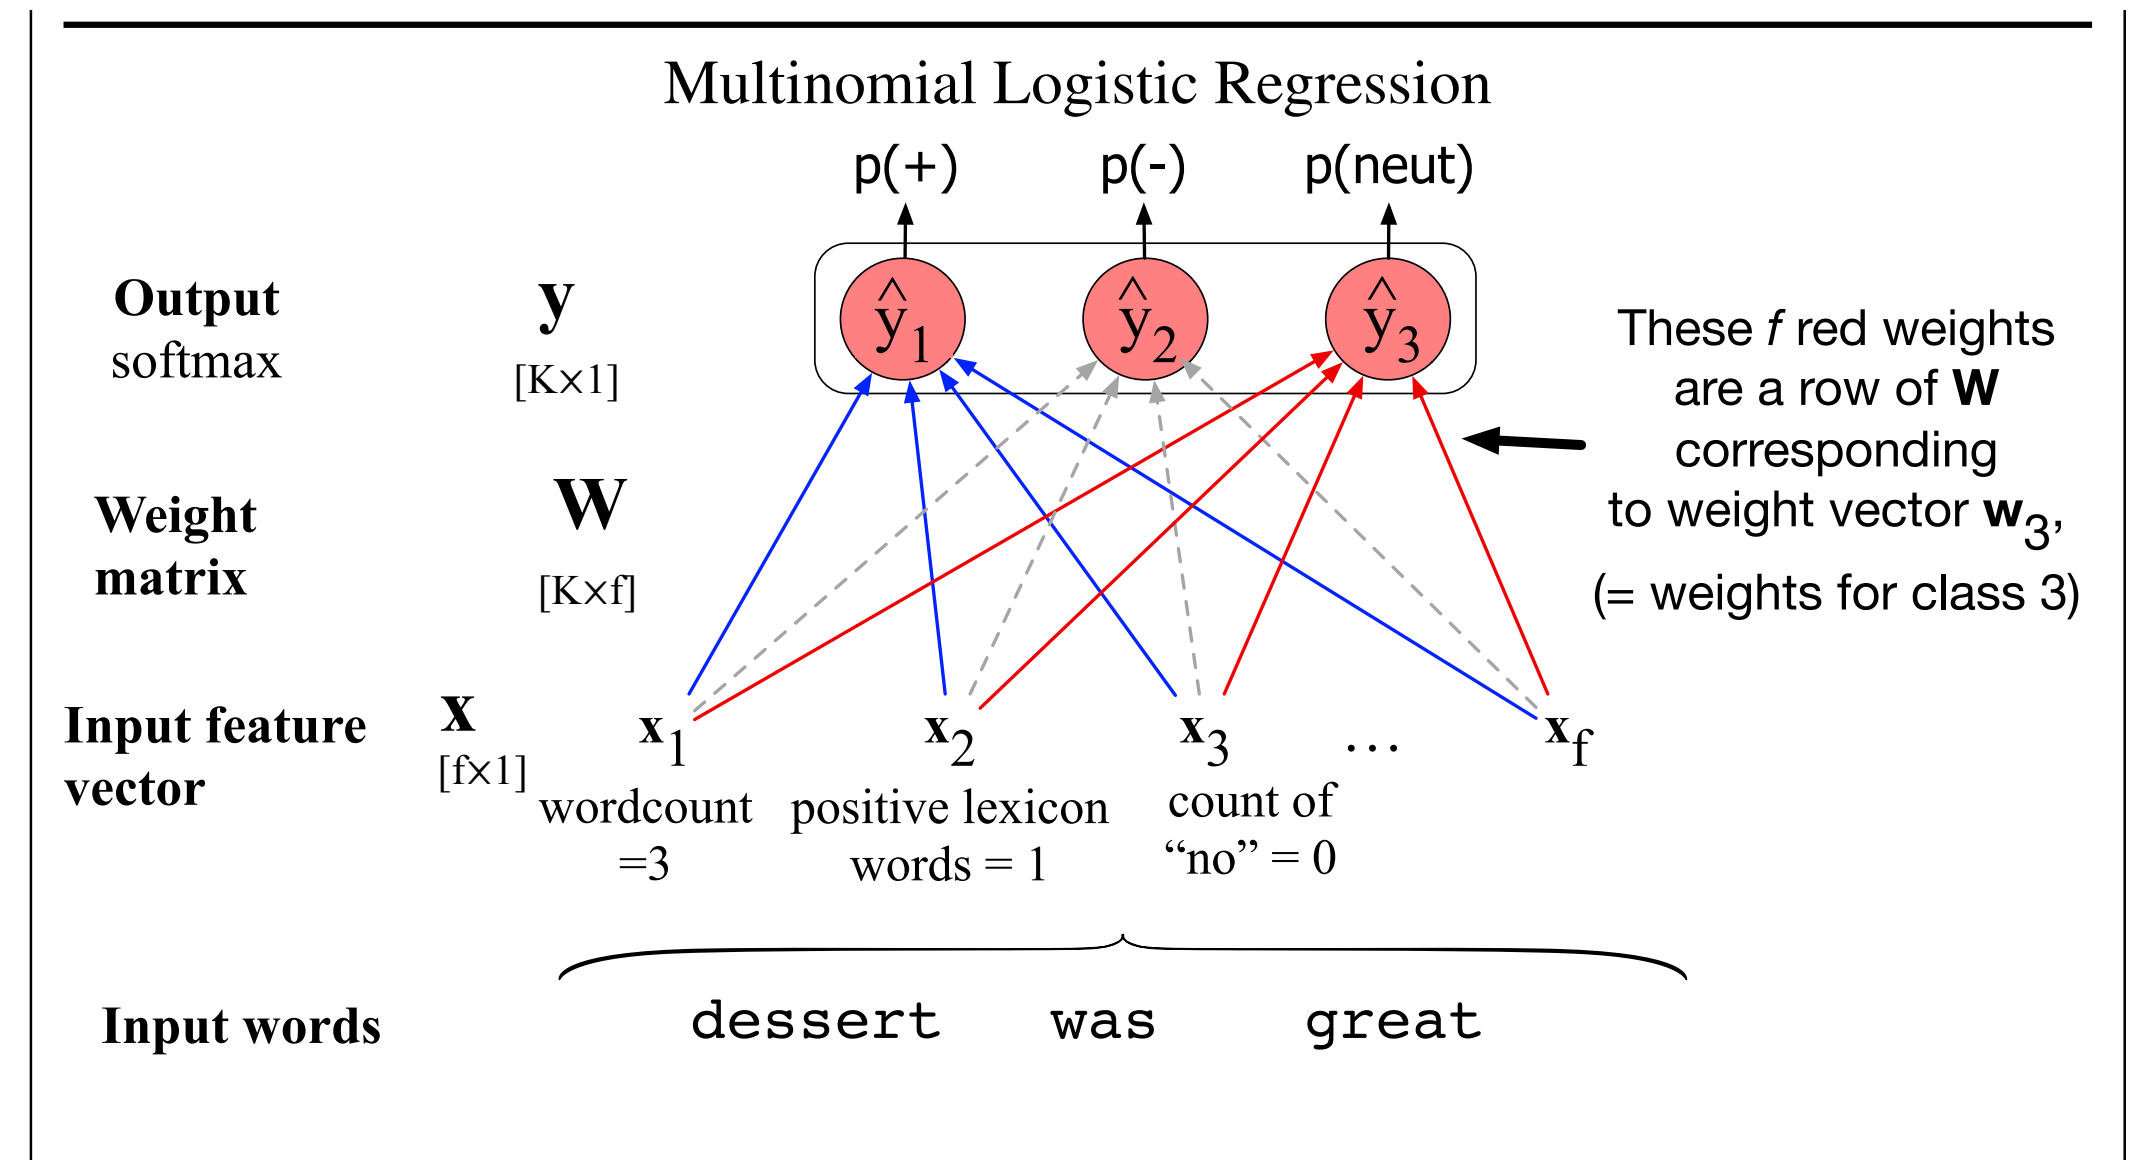 Multinomial Logistic Regression
p(+) p(-) p(neut)
Output
softmax
y
[K×1]
ŷ1 ŷ2 ŷ3
These f red weights
are a row of W
corresponding
to weight vector w3,
(= weights for class 3)
Weight
matrix
W
[K×f]
Input feature
vector
x
[f×1]
x1 x2 x3 … xf
wordcount
=3
positive lexicon
words = 1
count of
“no” = 0
Input words
dessert was great